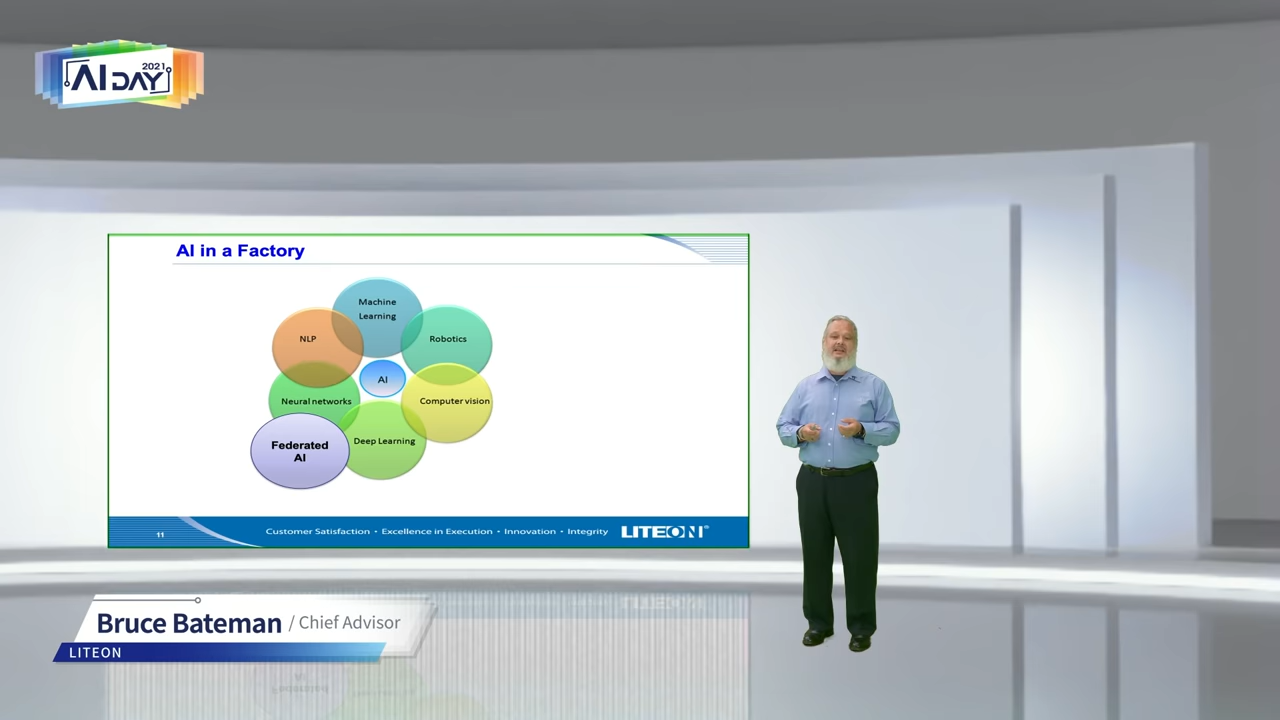 2021
AI DAY
AI in a Factory
Machine
Learning
NLP
Robotics
AI
Neural networks
Computer vision
Federated
AI
Deep Learning
11
Customer Satisfaction • Excellence in Execution • Innovation • Integrity
LITEON®
Bruce Bateman / Chief Advisor
LITEON